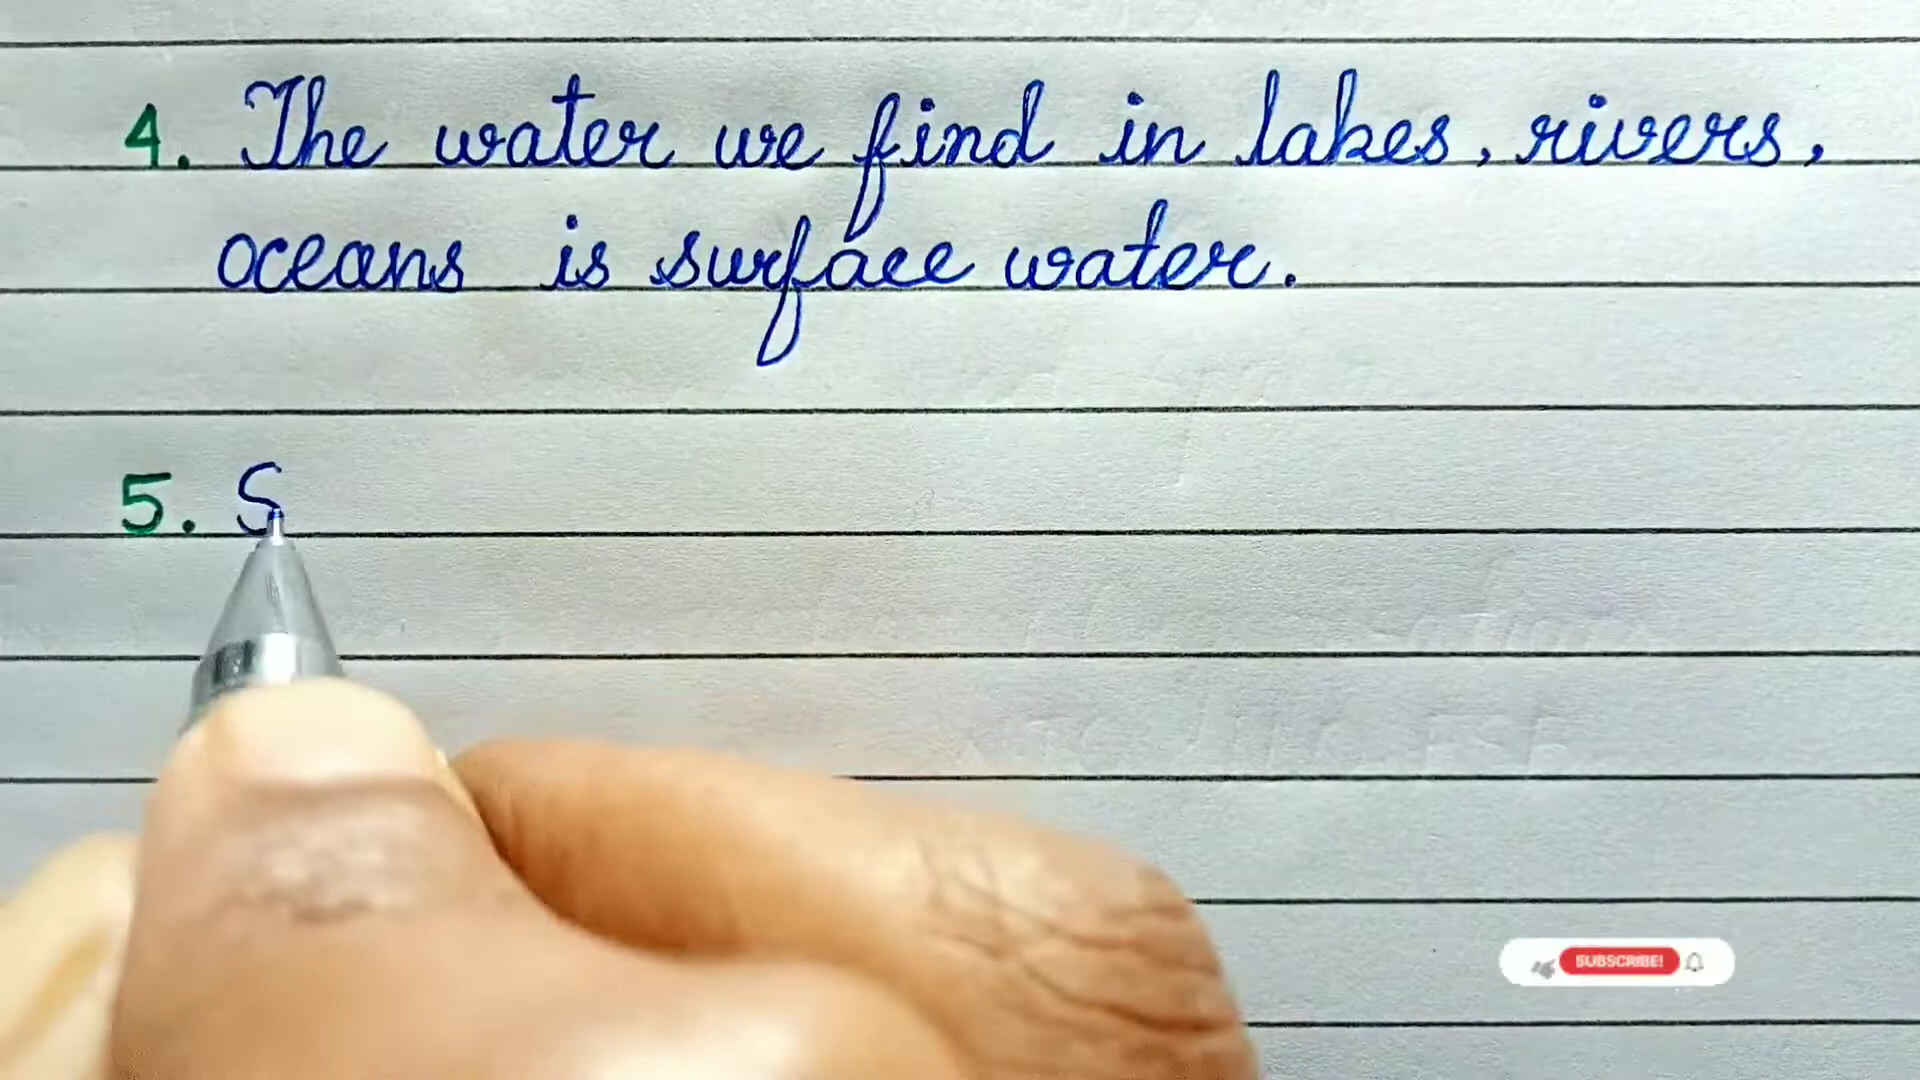 4. The water we find in lakes, rivers,
oceans is surface water.
5. S
SUBSCRIBE!